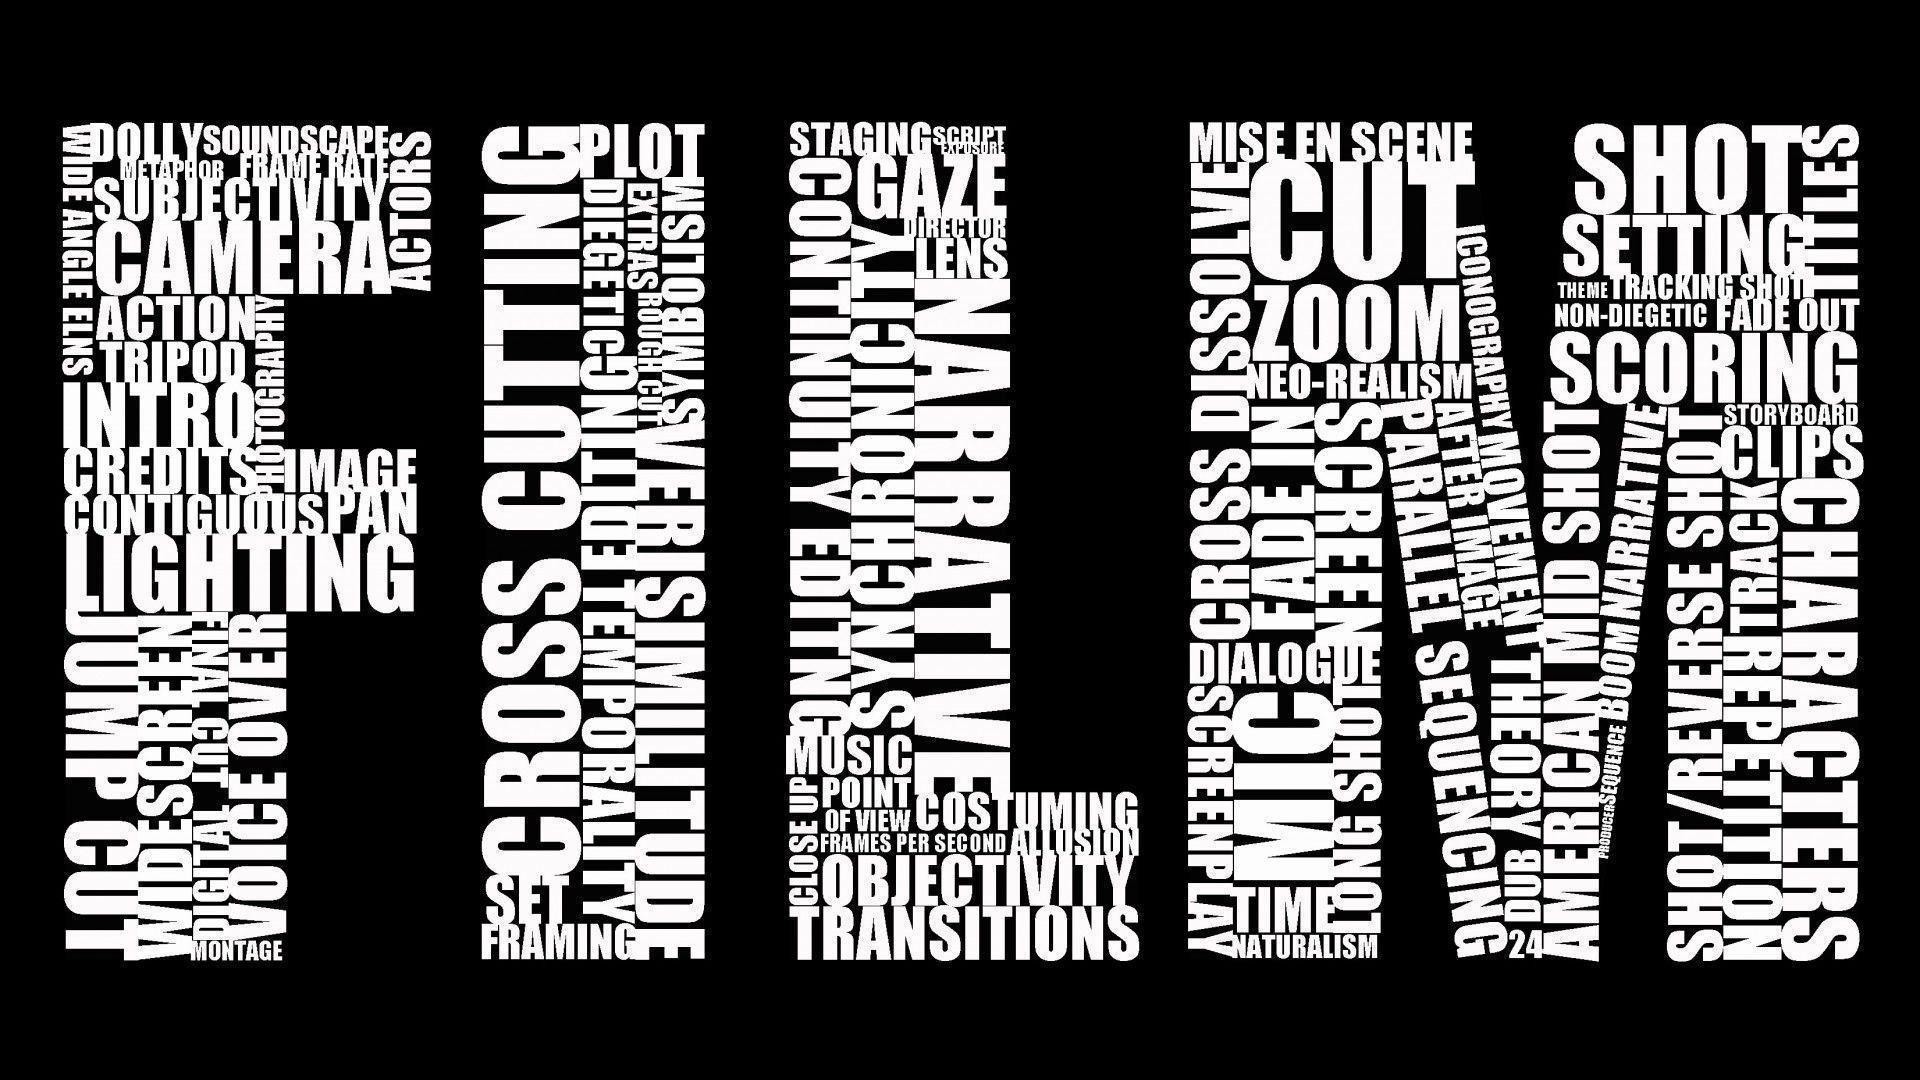 WIDE ANGLE ELNS
DOLLY
SOUNDSCAPE
METAPHOR
FRAME RATE
SUBJECTIVITY
ACTORS
CAMERA
ACTION
TRIPOD
PHOTOGRAPHY
INTRO
CREDITS
IMAGE
CONTIGUOUS
PAN
LIGHTING
JUMP CUT
WIDESCREEN
DIGITAL
FINAL CUT
VOICE OVER
MONTAGE
CROSS CUTTING
PLOT
DIEGETIC
EXTRAS
ROUGH CUT
SYMBOLISM
CONTINUED TEMPORALITY
VERISIMILITUDE
SET
FRAMING
STAGING
SCRIPT
EXPOSURE
CONTINUITY EDITING
GAZE
DIRECTOR
LENS
SYNCHRONICITY
NARRATIVE
MUSIC
CLOSE UP
POINT
OF VIEW
COSTUMING
FRAMES PER SECOND
ALLUSION
OBJECTIVITY
TRANSITIONS
MISE EN SCENE
CROSS DISSOLVE
CUT
ZOOM
NEO-REALISM
ICONOGRAPHY
FADE IN
SCREEN
PARALLEL SEQUENCING
AFTER IMAGE
MOVEMENT
THEORY
DIALOGUE
SCREENPLAY
MIC
LONG SHOT
TIME
NATURALISM
DUB
24
SHOT
TITLES
SETTING
THEME
TRACKING SHOT
NON-DIEGETIC
FADE OUT
SCORING
AMERICAN MID SHOT
BOOM
NARRATIVE
PRODUCER
SEQUENCE
SHOT/REVERSE SHOT
STORYBOARD
CLIPS
TRACK
REPETITION
CHARACTERS